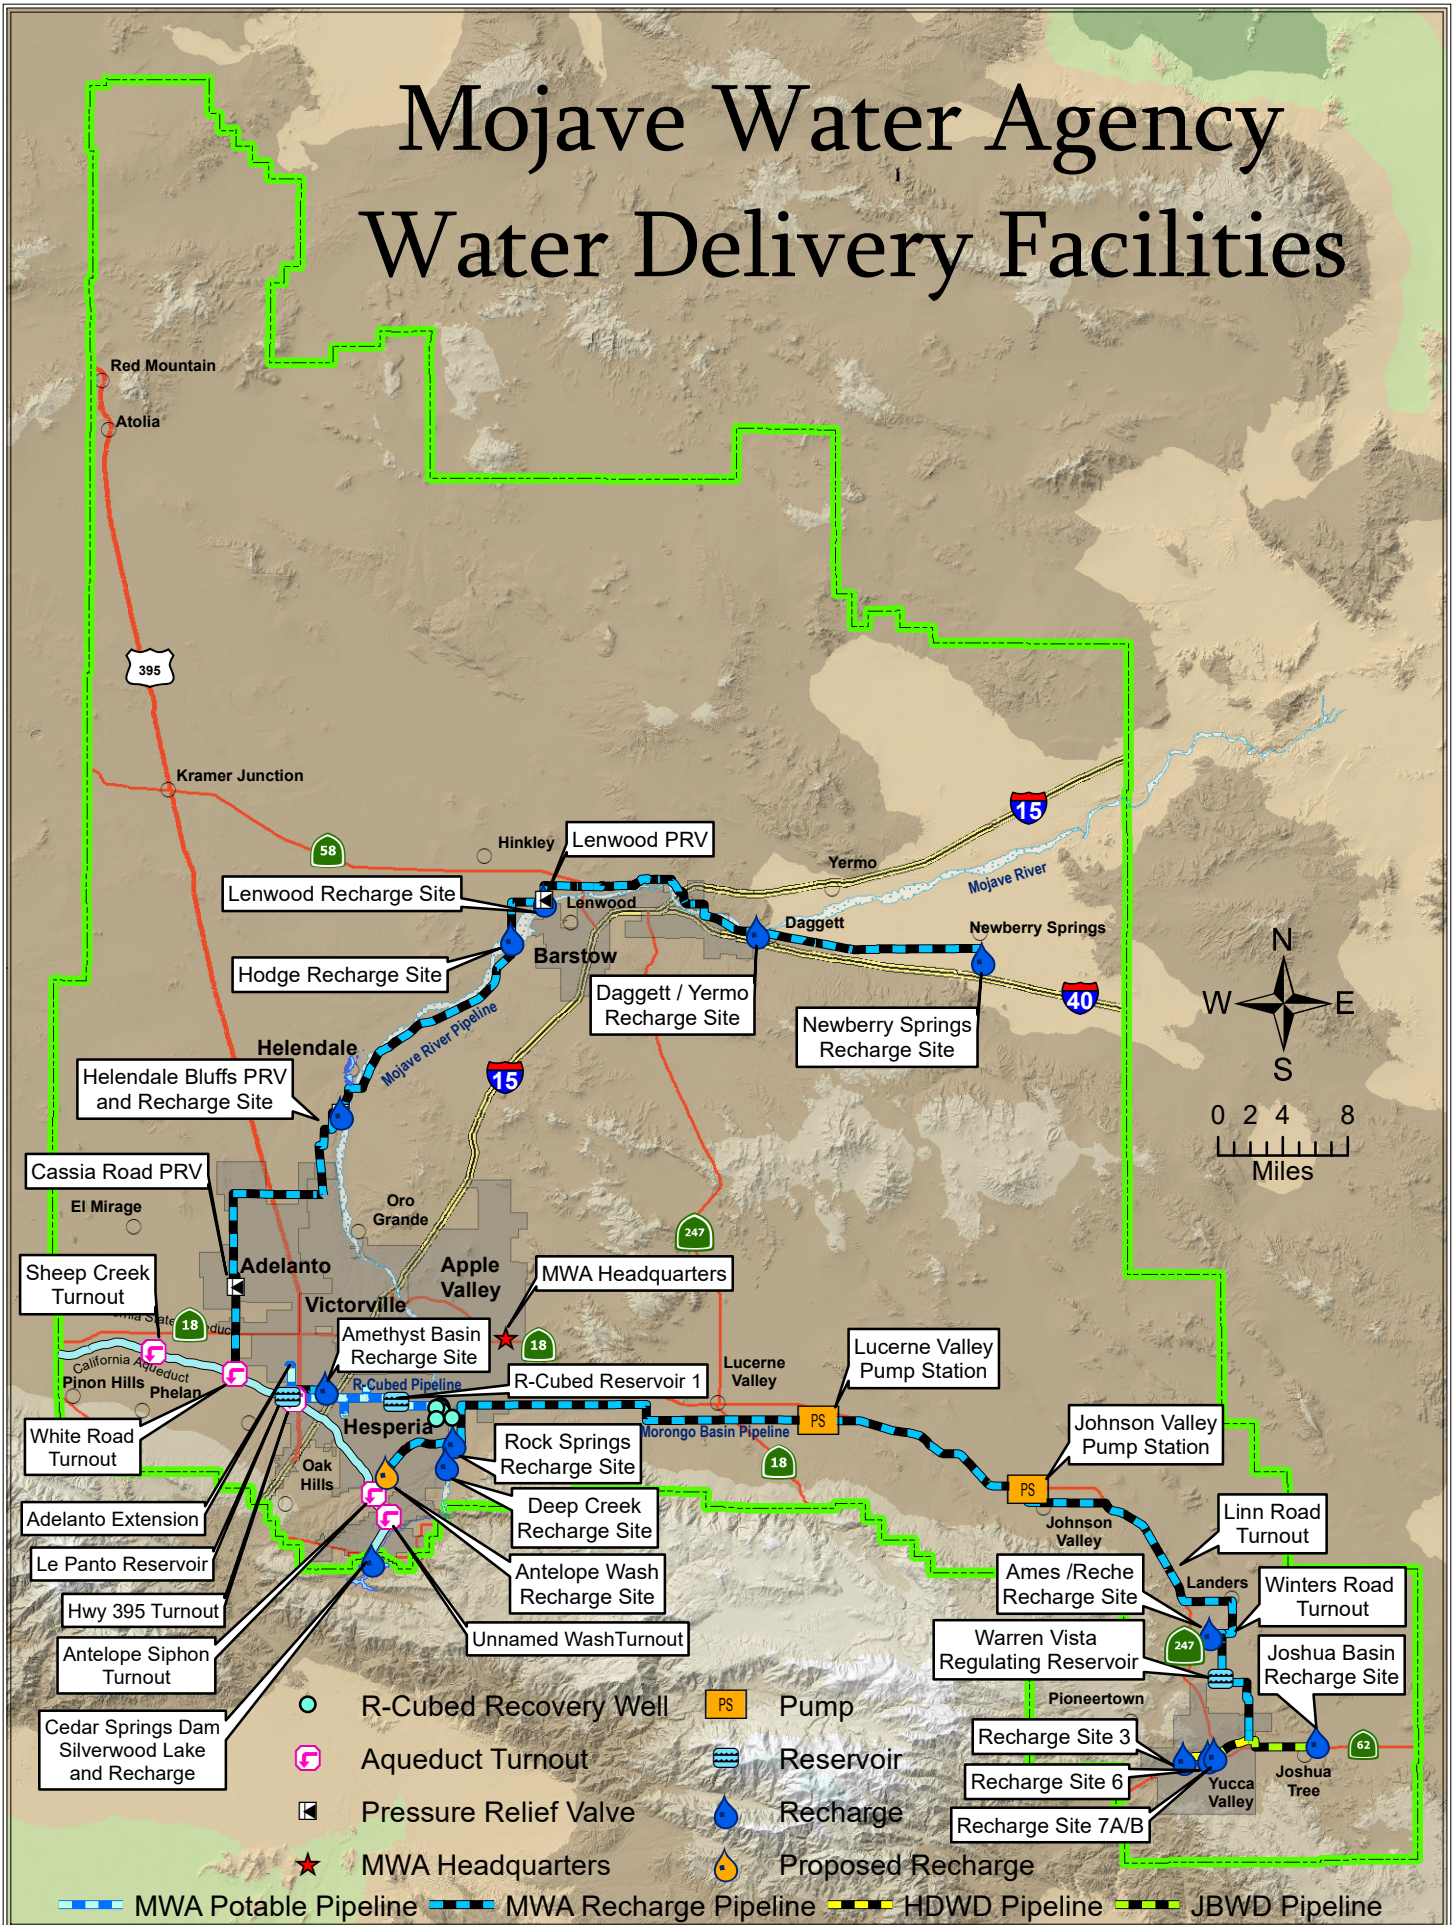 Mojave Water Agency
Water Delivery Facilities
Red Mountain
Atolia
395
Kramer Junction
58
Hinkley
Lenwood PRV
15
Yermo
Mojave River
Lenwood Recharge Site
Lenwood
Daggett
Newberry Springs
Barstow
Hodge Recharge Site
Daggett / Yermo
Recharge Site
40
Newberry Springs
Recharge Site
N
W
E
S
0 2 4 8
Miles
Mojave River Pipeline
Helendale
15
Helendale Bluffs PRV
and Recharge Site
Cassia Road PRV
El Mirage
Oro
Grande
247
Adelanto
Apple
Valley
MWA Headquarters
Sheep Creek
Turnout
Victorville
18
Amethyst Basin
Recharge Site
18
California Aqueduct
Pinon Hills
Phelan
R-Cubed Pipeline
R-Cubed Reservoir 1
Lucerne
Valley
Lucerne Valley
Pump Station
PS
Hesperia
Morongo Basin Pipeline
White Road
Turnout
Rock Springs
Recharge Site
18
Johnson Valley
Pump Station
PS
Oak
Hills
Adelanto Extension
Deep Creek
Recharge Site
Johnson
Valley
Linn Road
Turnout
Le Panto Reservoir
Antelope Wash
Recharge Site
Ames /Reche
Recharge Site
Landers
Winters Road
Turnout
Hwy 395 Turnout
Unnamed WashTurnout
Warren Vista
Regulating Reservoir
247
Joshua Basin
Recharge Site
Antelope Siphon
Turnout
Pioneertown
Cedar Springs Dam
Silverwood Lake
and Recharge
Recharge Site 3
62
Recharge Site 6
Yucca
Valley
Joshua
Tree
Recharge Site 7A/B
R-Cubed Recovery Well
PS Pump
Aqueduct Turnout
Reservoir
Pressure Relief Valve
Recharge
MWA Headquarters
Proposed Recharge
MWA Potable Pipeline
MWA Recharge Pipeline
HDWD Pipeline
JBWD Pipeline